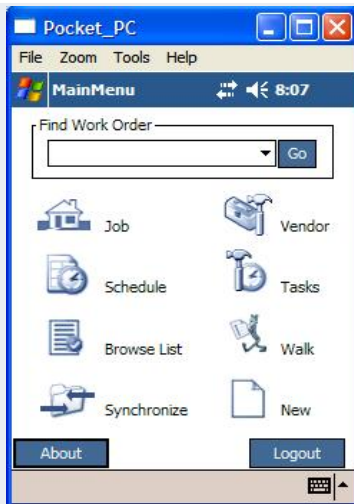 Pocket_PC
File Zoom Tools Help
MainMenu 8:07
Find Work Order
Go
Job Vendor
Schedule Tasks
Browse List Walk
Synchronize New
About Logout